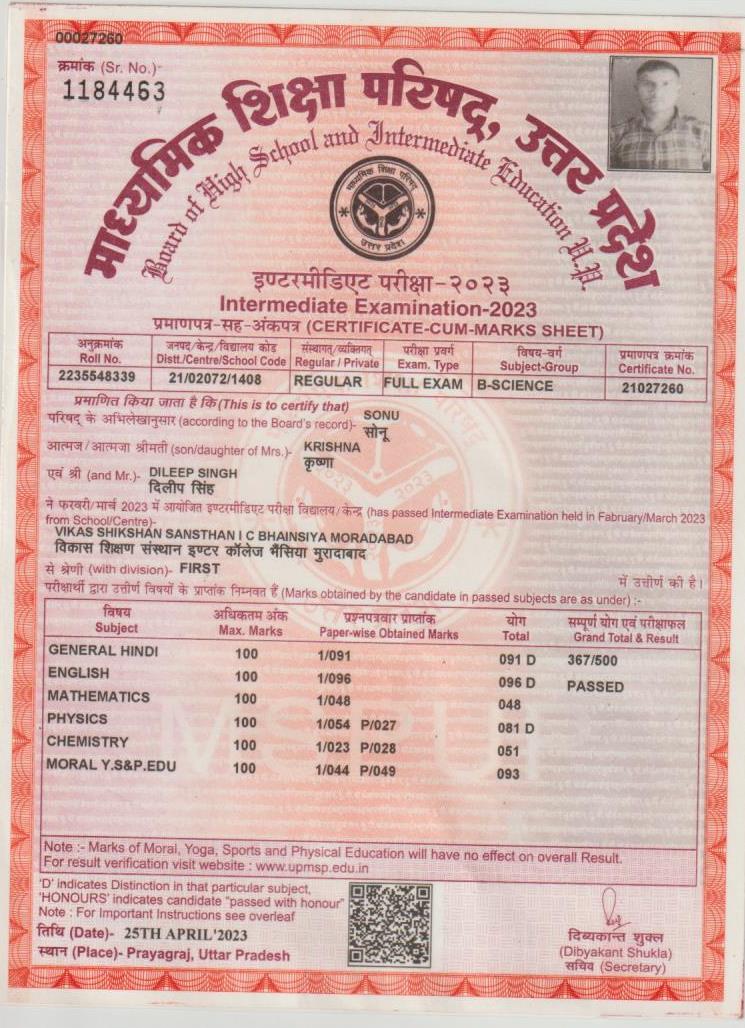 00027260
क्रमांक (Sr. No.)-
1184463
माध्यमिक शिक्षा परिषद्, उत्तर प्रदेश
Board of High School and Intermediate Education U.P.
माध्यमिक शिक्षा परिषद
उत्तर प्रदेश
इण्टरमीडिएट परीक्षा-२०२३
Intermediate Examination-2023
प्रमाणपत्र-सह-अंकपत्र (CERTIFICATE-CUM-MARKS SHEET)
अनुक्रमांक जनपद/केन्द्र/विद्यालय कोड संस्थागत/व्यक्तिगत परीक्षा प्रवर्ग विषय-वर्ग प्रमाणपत्र क्रमांक
Roll No. Distt./Centre/School Code Regular / Private Exam. Type Subject-Group Certificate No.
2235548339 21/02072/1408 REGULAR FULL EXAM B-SCIENCE 21027260
प्रमाणित किया जाता है कि (This is to certify that)
परिषद् के अभिलेखानुसार (according to the Board's record)- SONU
सोनू
आत्मज/आत्मजा श्रीमती (son/daughter of Mrs.)- KRISHNA
कृष्णा
एवं श्री (and Mr.)- DILEEP SINGH
दिलीप सिंह
ने फरवरी/मार्च 2023 में आयोजित इण्टरमीडिएट परीक्षा विद्यालय/केन्द्र (has passed Intermediate Examination held in Fabruary/March 2023
from School/Centre)-
VIKAS SHIKSHAN SANSTHAN I C BHAINSIYA MORADABAD
विकास शिक्षण संस्थान इण्टर कॉलेज भैंसिया मुरादाबाद
से श्रेणी (with division)- FIRST में उत्तीर्ण की है।
परीक्षार्थी द्वारा उत्तीर्ण विषयों के प्राप्तांक निम्नवत हैं (Marks obtained by the candidate in passed subjects are as under) :-
विषय अधिकतम अंक प्रश्नपत्रवार प्राप्तांक योग सम्पूर्ण योग एवं परीक्षाफल
Subject Max. Marks Paper-wise Obtained Marks Total Grand Total & Result
GENERAL HINDI 100 1/091 091 D 367/500
ENGLISH 100 1/096 096 D PASSED
MATHEMATICS 100 1/048 048
PHYSICS 100 1/054 P/027 081 D
CHEMISTRY 100 1/023 P/028 051
MORAL Y.S&P.EDU 100 1/044 P/049 093
Note :- Marks of Moral, Yoga, Sports and Physical Education will have no effect on overall Result.
For result verification visit website : www.upmsp.edu.in
'D' indicates Distinction in that particular subject,
'HONOURS' indicates candidate "passed with honour"
Note : For Important Instructions see overleaf
तिथि (Date)- 25TH APRIL'2023
स्थान (Place)- Prayagraj, Uttar Pradesh
दिब्यकान्त शुक्ल
(Dibyakant Shukla)
सचिव (Secretary)